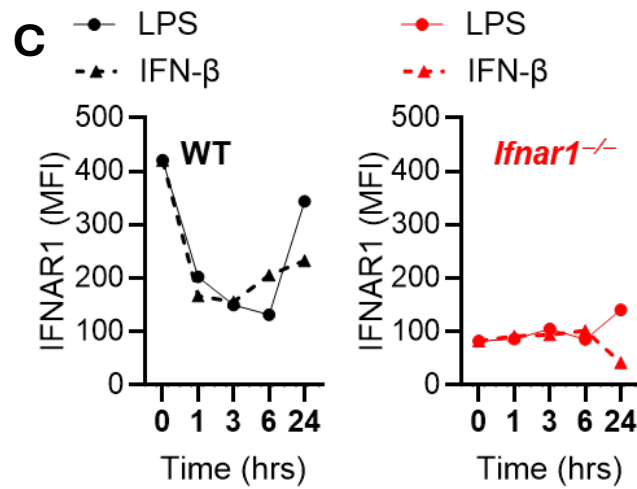 C
LPS
IFN-β
LPS
IFN-β
WT
IFNAR1 (MFI)
500
400
300
200
100
0
0 1 3 6 24
Time (hrs)
Ifnar1−/−
IFNAR1 (MFI)
500
400
300
200
100
0
0 1 3 6 24
Time (hrs)